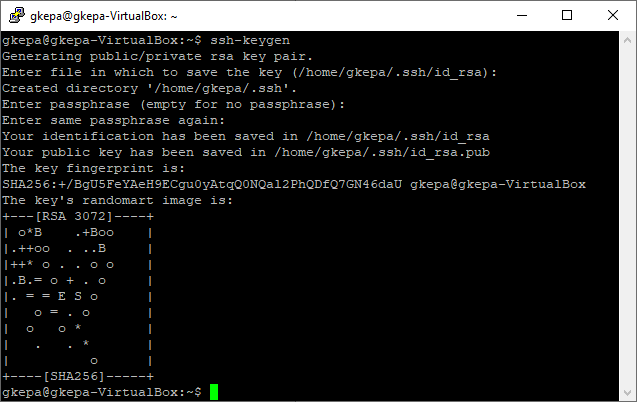 gkepa@gkepa-VirtualBox: ~
gkepa@gkepa-VirtualBox:~$ ssh-keygen
Generating public/private rsa key pair.
Enter file in which to save the key (/home/gkepa/.ssh/id_rsa):
Created directory '/home/gkepa/.ssh'.
Enter passphrase (empty for no passphrase):
Enter same passphrase again:
Your identification has been saved in /home/gkepa/.ssh/id_rsa
Your public key has been saved in /home/gkepa/.ssh/id_rsa.pub
The key fingerprint is:
SHA256:+/BgU5FeYAeH9ECgu0yAtqQ0NQal2PhQDfQ7GN46daU gkepa@gkepa-VirtualBox
The key's randomart image is:
+---[RSA 3072]----+
| o*B    .+Boo    |
|.++oo  . ..B     |
|++* o . . o o    |
|.B.= o + . o     |
|. = = E S o      |
|   o = . o       |
|  o   o *        |
|   .   . *       |
|          o      |
+----[SHA256]-----+
gkepa@gkepa-VirtualBox:~$